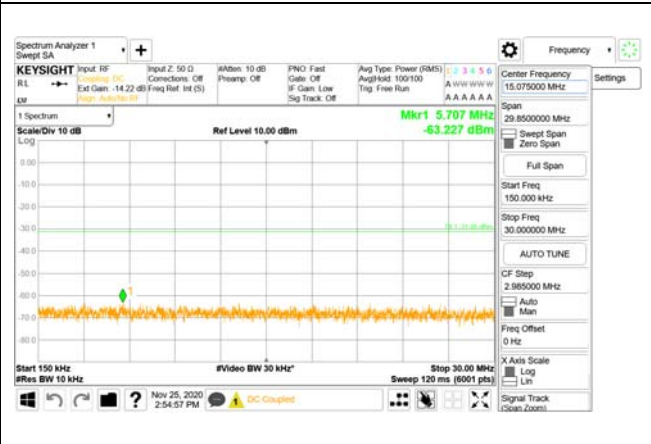 Spectrum Analyzer 1
Swept SA
Frequency
KEYSIGHT
RL
Input: RF
Coupling: DC
Ext Gain: -14.22 dB
Align: Auto/No RF
Input Z: 50 Ω
Corrections: Off
Freq Ref: Int (S)
#Atten: 10 dB
Preamp: Off
PNO: Fast
Gate: Off
IF Gain: Low
Sig Track: Off
Avg Type: Power (RMS)
Avg|Hold: 100/100
Trig: Free Run
1 2 3 4 5 6
A W W W W W
A A A A A A
1 Spectrum
Scale/Div 10 dB
Log
Ref Level 10.00 dBm
Mkr1 5.707 MHz
-63.227 dBm
0.00
-10.0
-20.0
-30.0
-40.0
-50.0
-60.0
-70.0
-80.0
1
Start 150 kHz
#Res BW 10 kHz
#Video BW 30 kHz*
Stop 30.00 MHz
Sweep 120 ms (6001 pts)
Center Frequency
15.075000 MHz
Settings
Span
29.8500000 MHz
Swept Span
Zero Span
Full Span
Start Freq
150.000 kHz
Stop Freq
30.000000 MHz
AUTO TUNE
CF Step
2.985000 MHz
Auto
Man
Freq Offset
0 Hz
X Axis Scale
Log
Lin
Signal Track
(Span Zoom)
?
Nov 25, 2020
2:54:57 PM
1
DC Coupled